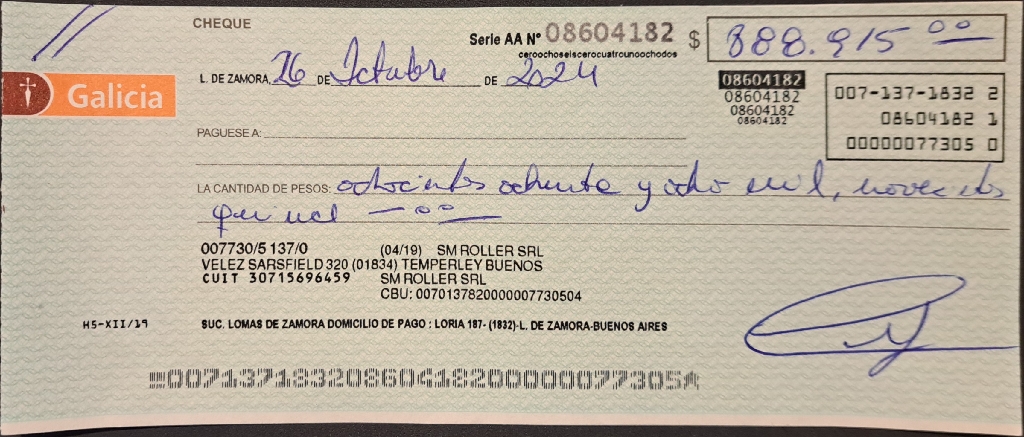 CHEQUE
Serie AA N° 08604182
ceroochoseiscerocuatrounoochodos
$ 888.915 00
L. DE ZAMORA, 26 DE Octubre DE 2024
Galicia
08604182
08604182
08604182
08604182
007-137-1832 2
08604182 1
00000077305 0
PAGUESE A:
LA CANTIDAD DE PESOS: ochocientos ochenta y ocho mil, novecientos
quince — 00 —
007730/5 137/0 (04/19) SM ROLLER SRL
VELEZ SARSFIELD 320 (01834) TEMPERLEY BUENOS
CUIT 30715696459 SM ROLLER SRL
CBU: 0070137820000007730504
H5-XII/19
SUC. LOMAS DE ZAMORA DOMICILIO DE PAGO : LORIA 187- (1832)-L. DE ZAMORA-BUENOS AIRES
00713718320860418200000077305